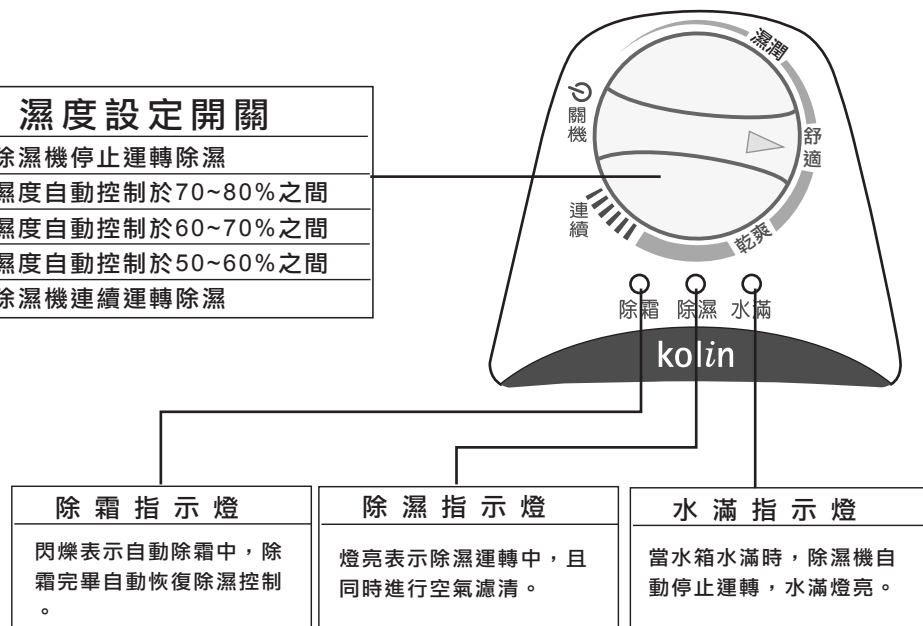 濕度設定開關
除濕機停止運轉除濕
濕度自動控制於70~80%之間
濕度自動控制於60~70%之間
濕度自動控制於50~60%之間
除濕機連續運轉除濕
濕潤
關機
舒適
連續
乾爽
除霜 除濕 水滿
kolin
除霜指示燈
閃爍表示自動除霜中，除
霜完畢自動恢復除濕控制
。
除濕指示燈
燈亮表示除濕運轉中，且
同時進行空氣濾清。
水滿指示燈
當水箱水滿時，除濕機自
動停止運轉，水滿燈亮。